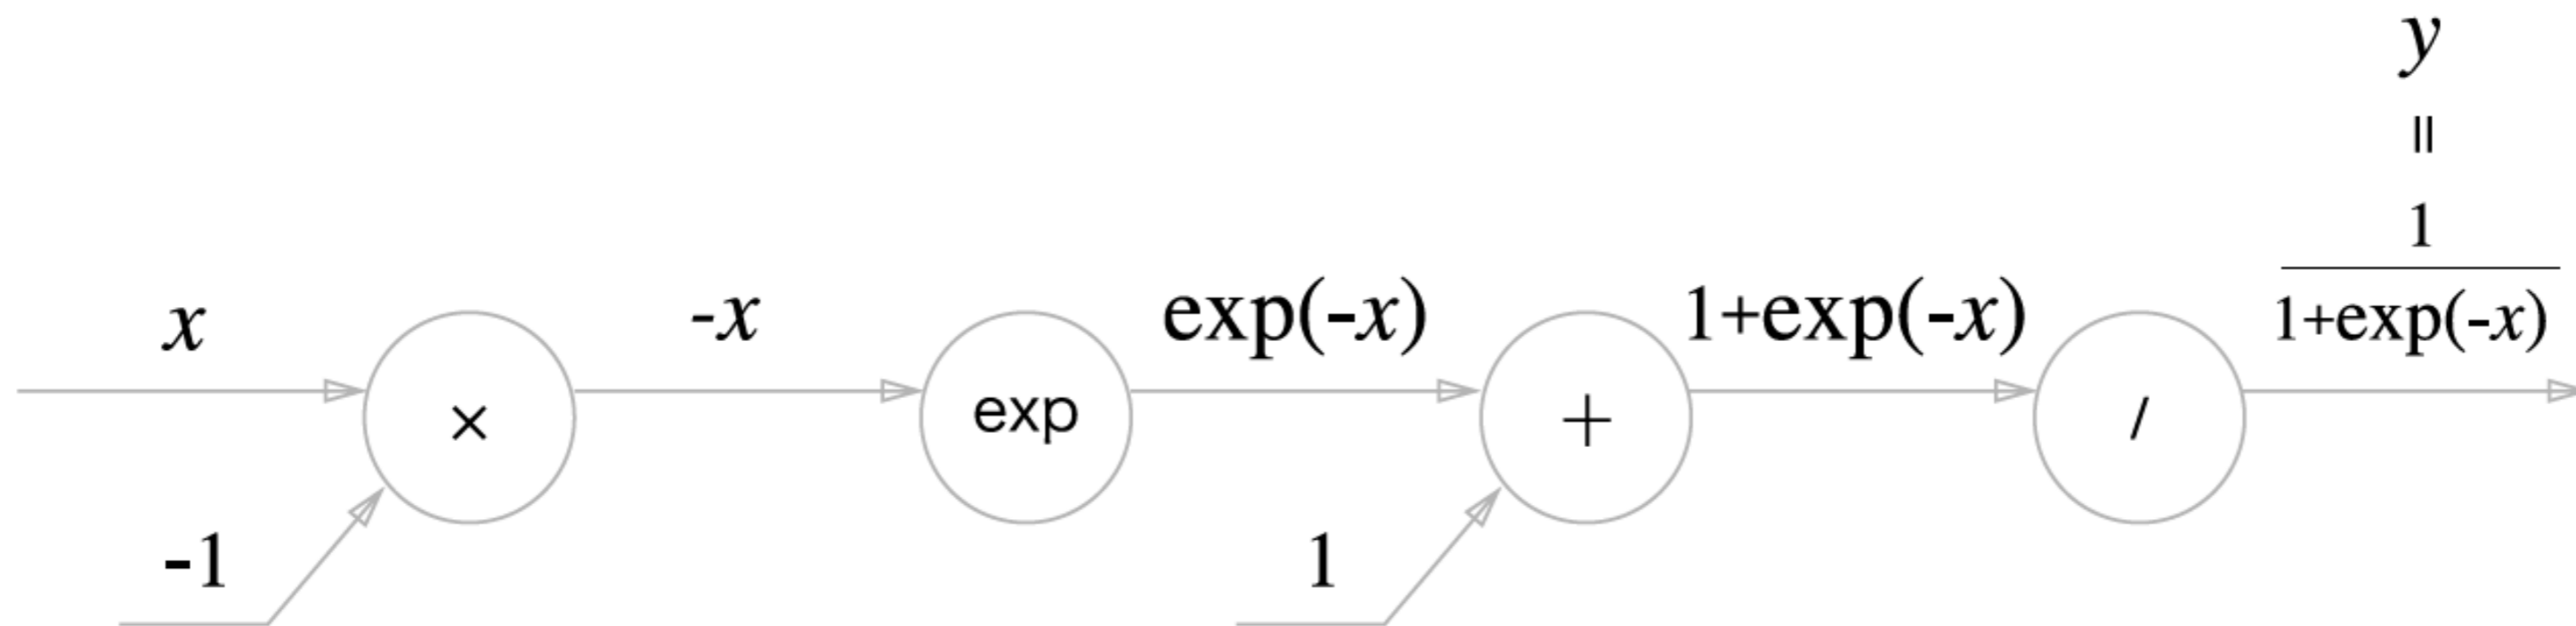 y
=
1
1+exp(-x)
x
-x
exp(-x)
1+exp(-x)
×
exp
+
/
-1
1